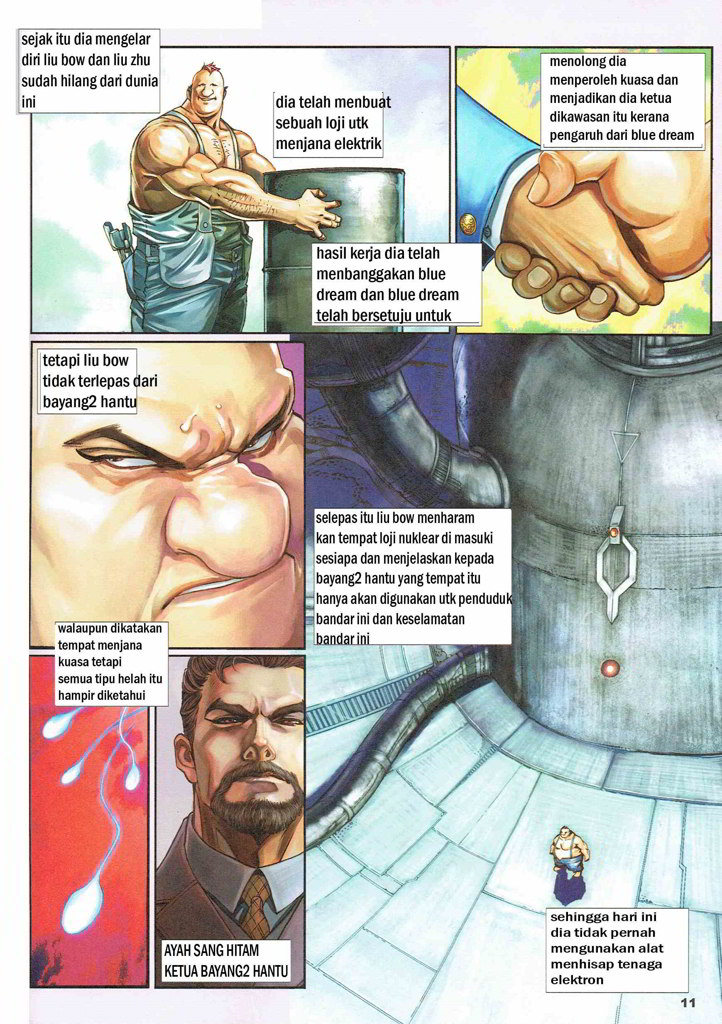 sejak itu dia mengelar
diri liu bow dan liu zhu
sudah hilang dari dunia
ini
dia telah menbuat
sebuah loji utk
menjana elektrik
hasil kerja dia telah
menbanggakan blue
dream dan blue dream
telah bersetuju untuk
menolong dia
menperoleh kuasa dan
menjadikan dia ketua
dikawasan itu kerana
pengaruh dari blue dream
tetapi liu bow
tidak terlepas dari
bayang2 hantu
selepas itu liu bow menharam
kan tempat loji nuklear di masuki
sesiapa dan menjelaskan kepada
bayang2 hantu yang tempat itu
hanya akan digunakan utk penduduk
bandar ini dan keselamatan
bandar ini
walaupun dikatakan
tempat menjana
kuasa tetapi
semua tipu helah itu
hampir diketahui
AYAH SANG HITAM
KETUA BAYANG2 HANTU
sehingga hari ini
dia tidak pernah
mengunakan alat
menhisap tenaga
elektron
11